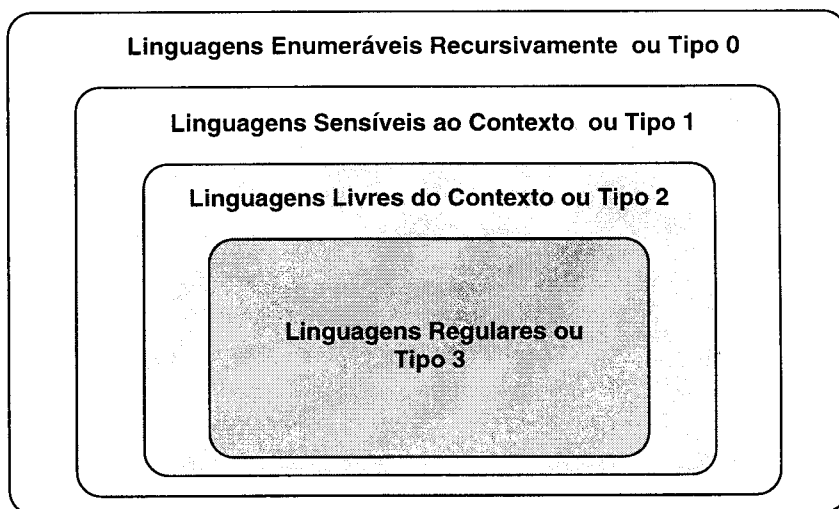 Linguagens Enumeráveis Recursivamente ou Tipo 0
Linguagens Sensíveis ao Contexto ou Tipo 1
Linguagens Livres do Contexto ou Tipo 2
Linguagens Regulares ou
Tipo 3